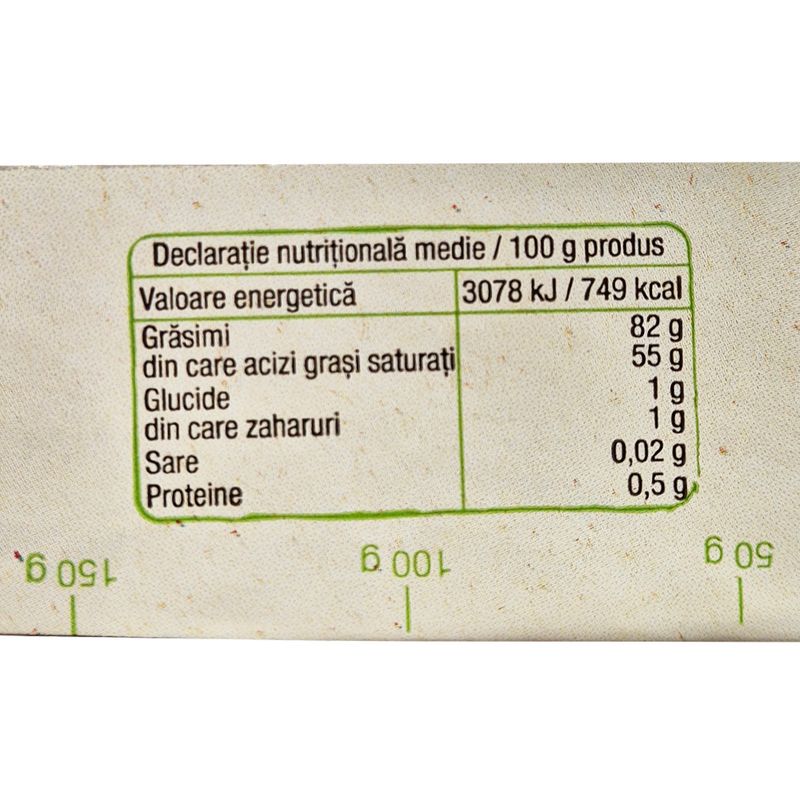 Declarație nutrițională medie / 100 g produs
Valoare energetică 3078 kJ / 749 kcal
Grăsimi 82 g
din care acizi grași saturați 55 g
Glucide 1 g
din care zaharuri 1 g
Sare 0,02 g
Proteine 0,5 g
150 g 100 g 50 g